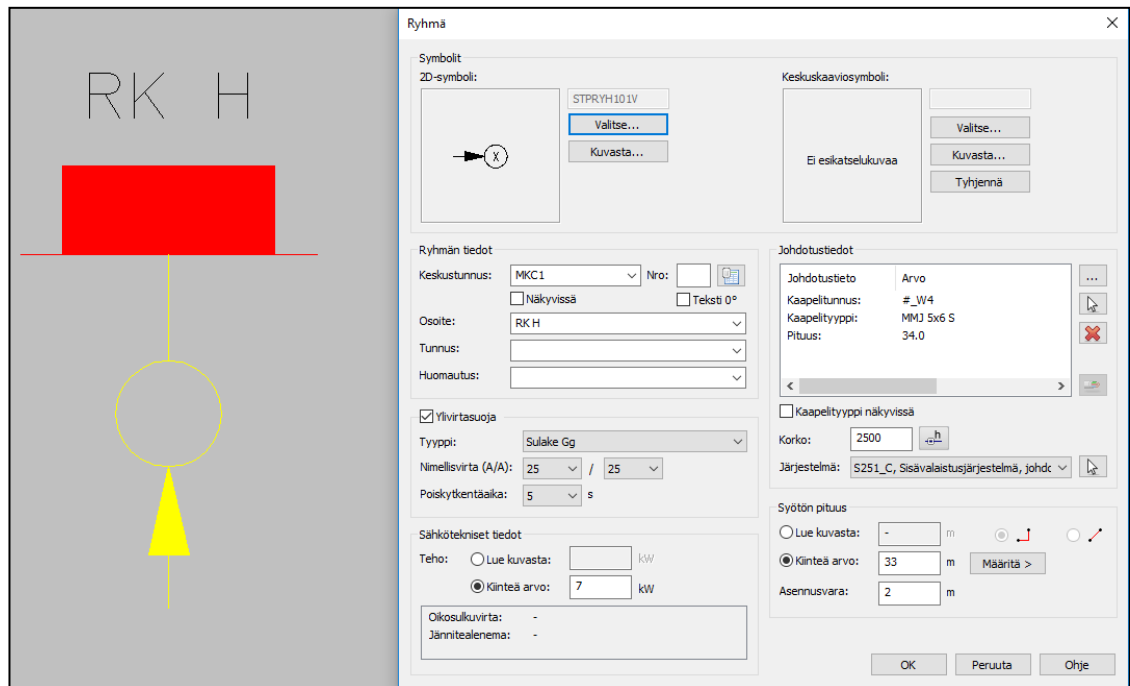 RK H
Ryhmä
Symbolit
2D-symboli:
STPRYH101V
Valitse...
Kuvasta...
X
Keskuskaaviosymboli:
Ei esikatselukuvaa
Valitse...
Kuvasta...
Tyhjennä
Ryhmän tiedot
Keskustunnus: MKC1 Nro:
Näkyvissä Teksti 0°
Osoite: RK H
Tunnus:
Huomautus:
Ylivirtasuoja
Tyyppi: Sulake Gg
Nimellisvirta (A/A): 25 / 25
Poiskytkentäaika: 5 s
Sähkötekniset tiedot
Teho: Lue kuvasta: kW
Kiinteä arvo: 7 kW
Oikosulkuvirta: -
Jännitealenema: -
Johdotustiedot
Johdotustieto Arvo ...
Kaapelitunnus: #_W4
Kaapelityyppi: MMJ 5x6 S
Pituus: 34.0
Kaapelityyppi näkyvissä
Korko: 2500 h
Järjestelmä: S251_C, Sisävalaistusjärjestelmä, johdc
Syötön pituus
Lue kuvasta: - m
Kiinteä arvo: 33 m Määritä >
Asennusvara: 2 m
OK Peruuta Ohje